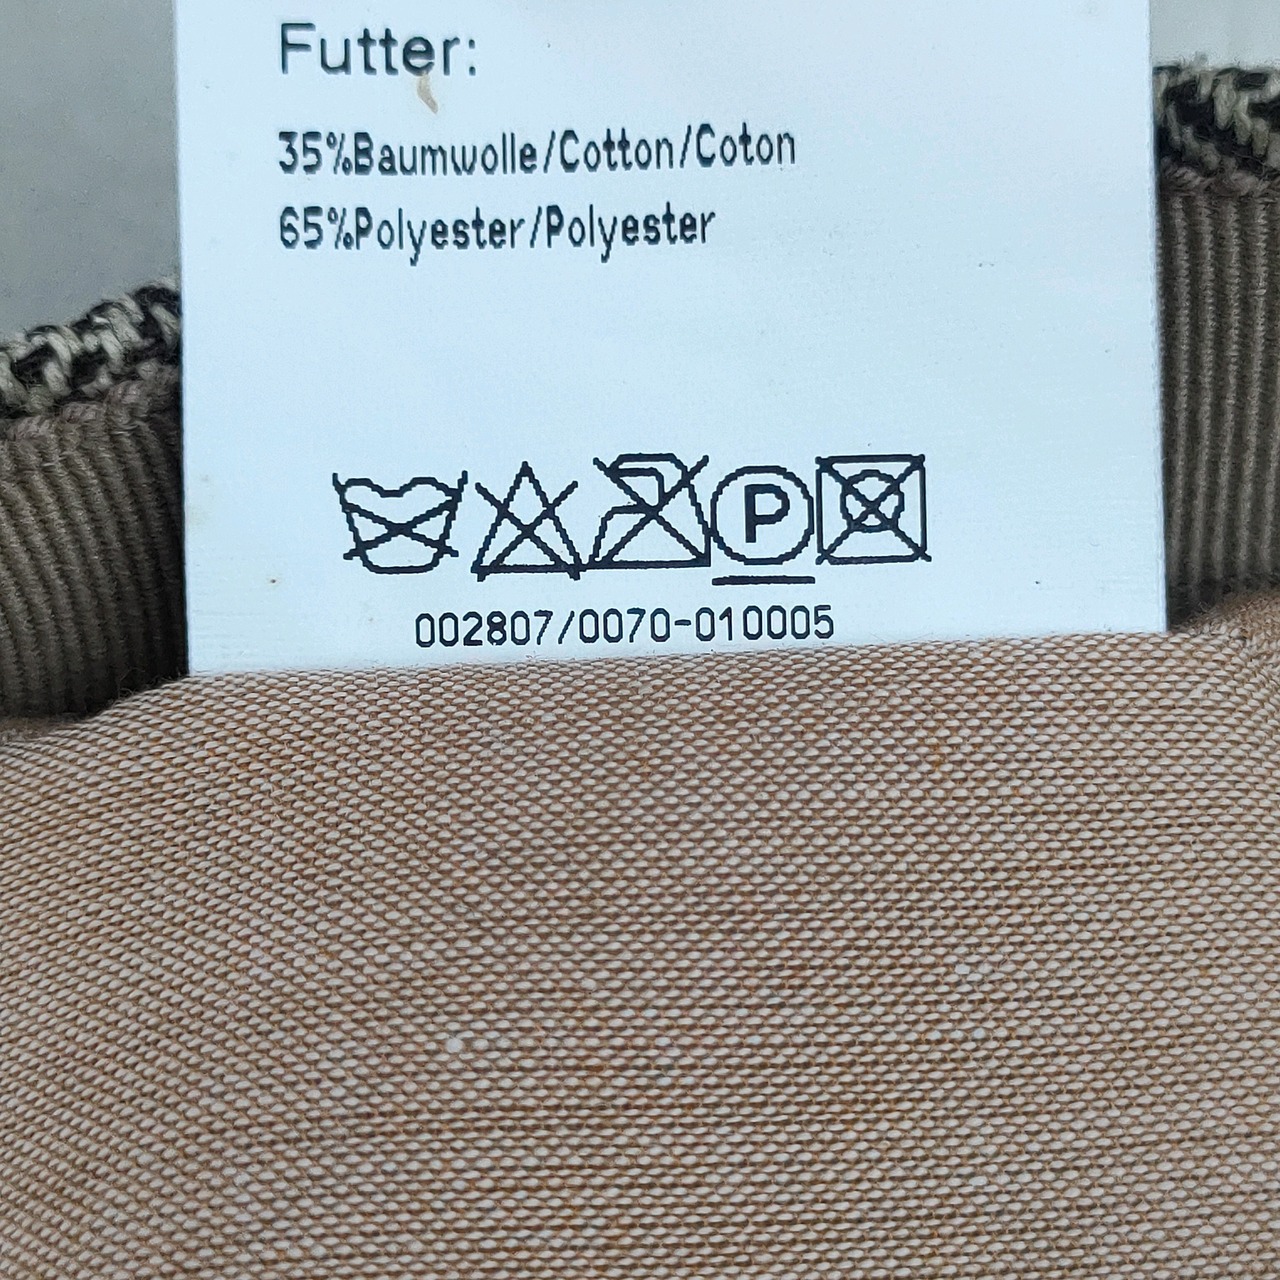 Futter:
35%Baumwolle/Cotton/Coton
65%Polyester/Polyester
P
002807/0070-010005